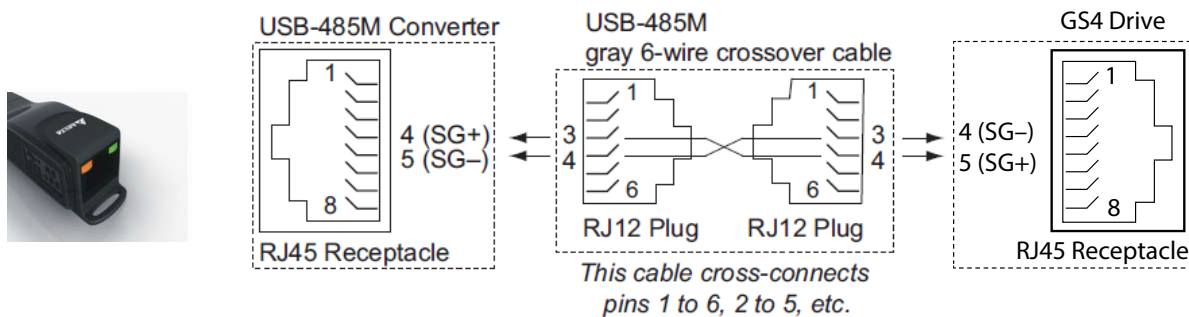 USB-485M Converter
1
4 (SG+)
5 (SG–)
8
RJ45 Receptacle
USB-485M
gray 6-wire crossover cable
1
3
4
6
RJ12 Plug
1
3
4
6
RJ12 Plug
This cable cross-connects
pins 1 to 6, 2 to 5, etc.
GS4 Drive
1
4 (SG–)
5 (SG+)
8
RJ45 Receptacle